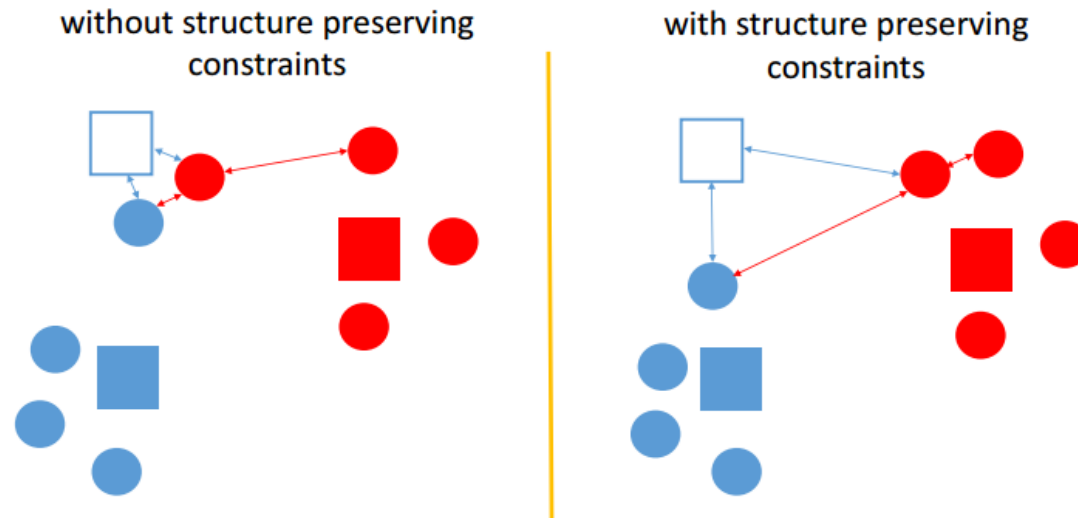 without structure preserving
constraints
with structure preserving
constraints